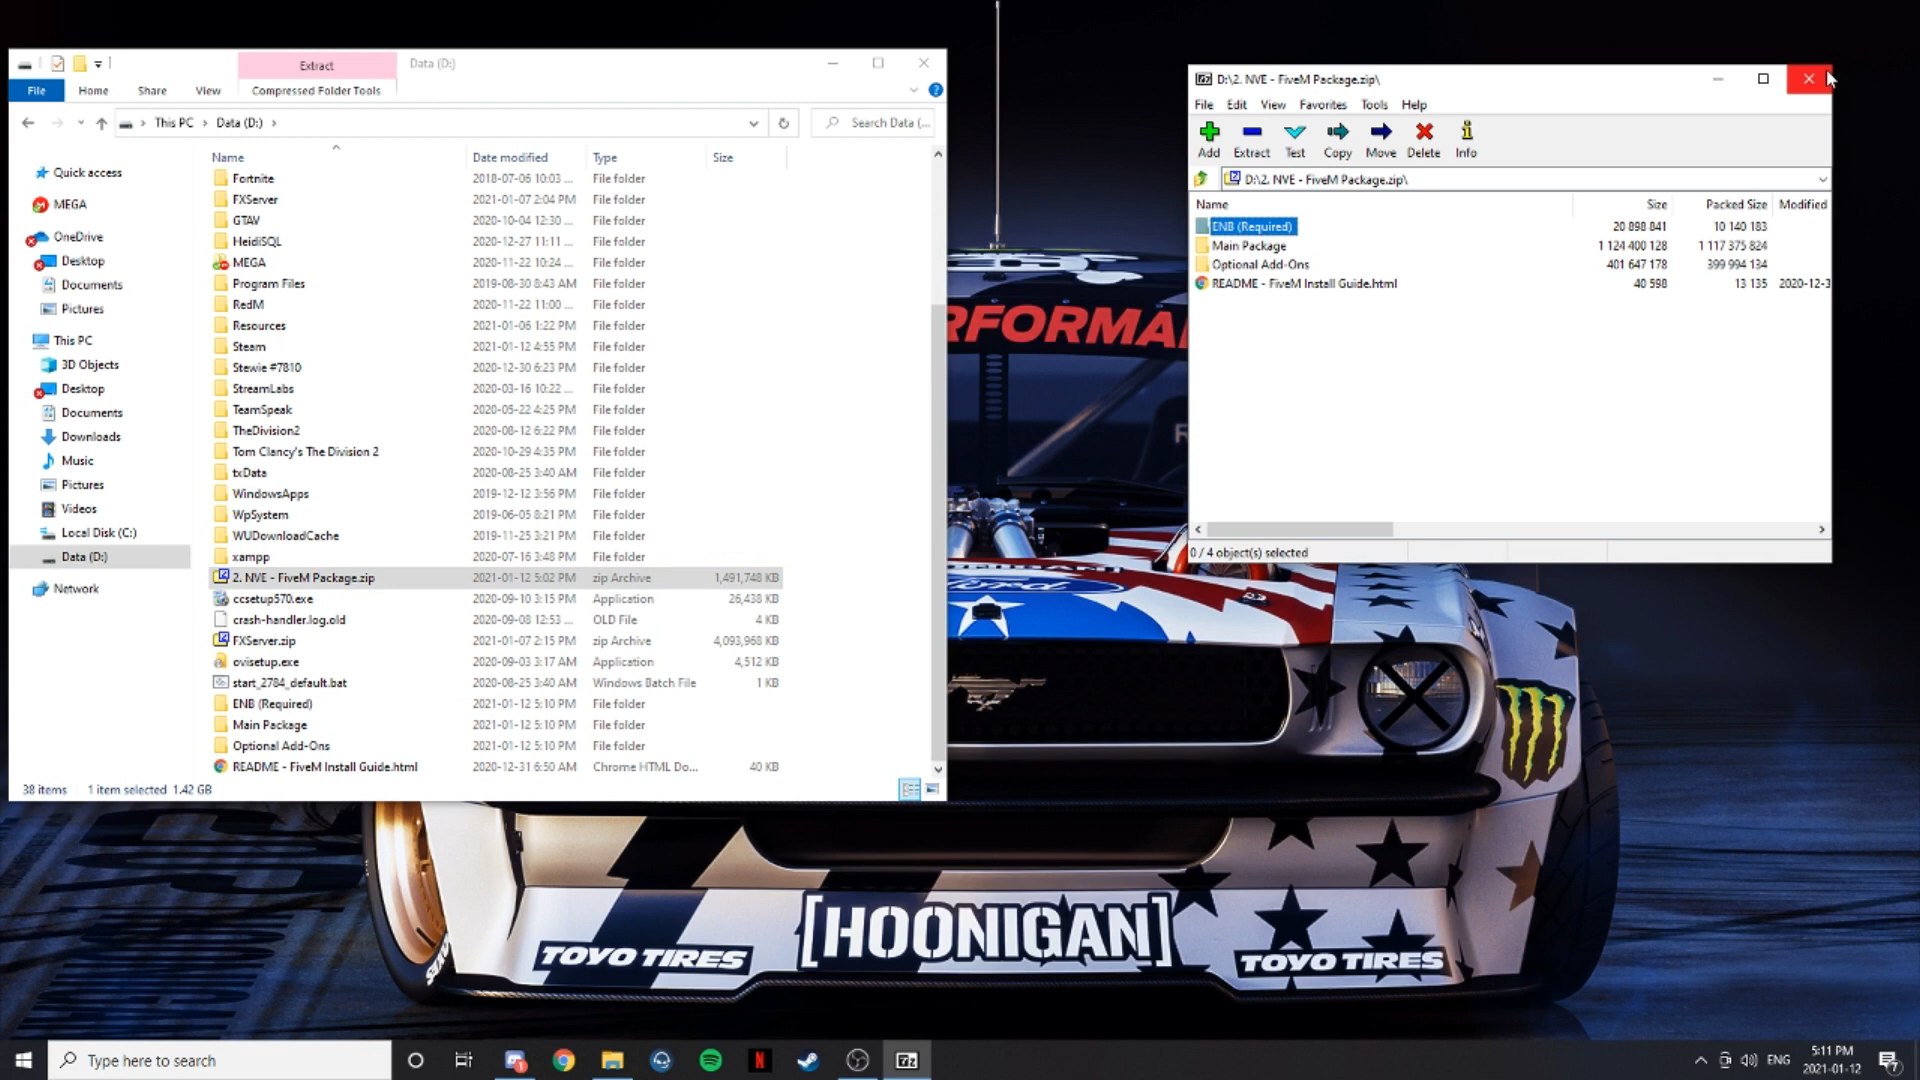 Extract
Data (D:)
File
Home
Share
View
Compressed Folder Tools
This PC
Data (D:)
Search Data (...
Name
Date modified
Type
Size
Quick access
MEGA
OneDrive
Desktop
Documents
Pictures
This PC
3D Objects
Desktop
Documents
Downloads
Music
Pictures
Videos
Local Disk (C:)
Data (D:)
Network
Fortnite 2018-07-06 10:03 ... File folder
FXServer 2021-01-07 2:04 PM File folder
GTAV 2020-10-04 12:30 ... File folder
HeidiSQL 2020-12-27 11:11 ... File folder
MEGA 2020-11-22 10:24 ... File folder
Program Files 2019-08-30 8:43 AM File folder
RedM 2020-11-22 11:00 ... File folder
Resources 2021-01-06 1:22 PM File folder
Steam 2021-01-12 4:55 PM File folder
Stewie #7810 2020-12-30 6:23 PM File folder
StreamLabs 2020-03-16 10:22 ... File folder
TeamSpeak 2020-05-22 4:25 PM File folder
TheDivision2 2020-08-12 6:22 PM File folder
Tom Clancy's The Division 2 2020-10-29 4:35 PM File folder
txData 2020-08-25 3:40 AM File folder
WindowsApps 2019-12-12 3:56 PM File folder
WpSystem 2019-06-05 8:21 PM File folder
WUDownloadCache 2019-11-25 3:21 PM File folder
xampp 2020-07-16 3:48 PM File folder
2. NVE - FiveM Package.zip 2021-01-12 5:02 PM zip Archive 1,491,748 KB
ccsetup570.exe 2020-09-10 3:15 PM Application 26,438 KB
crash-handler.log.old 2020-09-08 12:53 ... OLD File 4 KB
FXServer.zip 2021-01-07 2:15 PM zip Archive 4,093,968 KB
ovisetup.exe 2020-09-03 3:17 AM Application 4,512 KB
start_2784_default.bat 2020-08-25 3:40 AM Windows Batch File 1 KB
ENB (Required) 2021-01-12 5:10 PM File folder
Main Package 2021-01-12 5:10 PM File folder
Optional Add-Ons 2021-01-12 5:10 PM File folder
README - FiveM Install Guide.html 2020-12-31 6:50 AM Chrome HTML Do... 40 KB
38 items 1 item selected 1.42 GB
D:\2. NVE - FiveM Package.zip\
File Edit View Favorites Tools Help
Add Extract Test Copy Move Delete Info
D:\2. NVE - FiveM Package.zip\
Name Size Packed Size Modified
ENB (Required) 20 898 841 10 140 183
Main Package 1 124 400 128 1 117 375 824
Optional Add-Ons 401 647 178 399 994 134
README - FiveM Install Guide.html 40 598 13 135 2020-12-3
0 / 4 object(s) selected
RFORMA
Ford
TOYO TIRES
[HOONIGAN]
TOYO TIRES
Type here to search
ENG
5:11 PM
2021-01-12